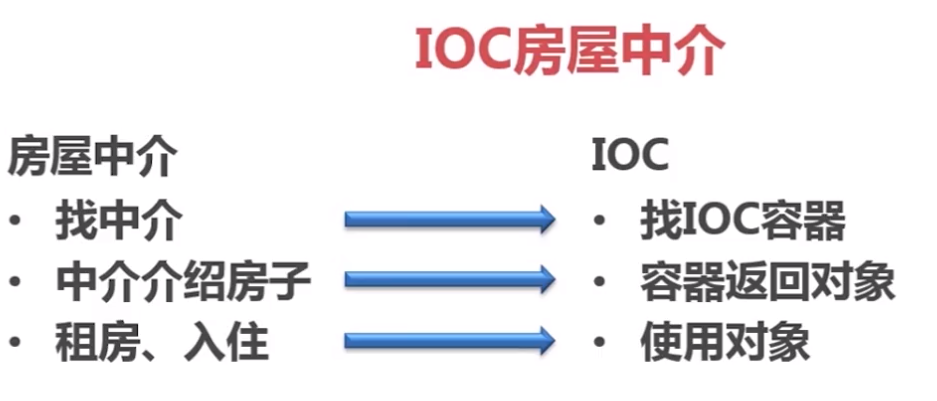 IOC房屋中介
房屋中介
• 找中介
• 中介介绍房子
• 租房、入住
IOC
• 找IOC容器
• 容器返回对象
• 使用对象